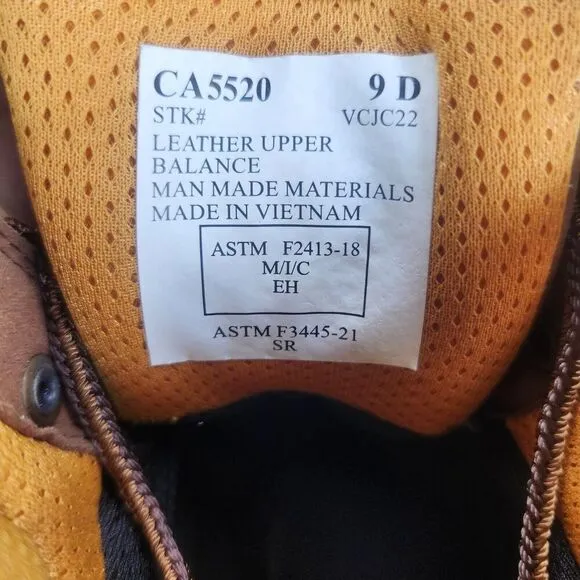 CA5520 9 D
STK# VCJC22
LEATHER UPPER
BALANCE
MAN MADE MATERIALS
MADE IN VIETNAM
ASTM F2413-18
M/I/C
EH
ASTM F3445-21
SR